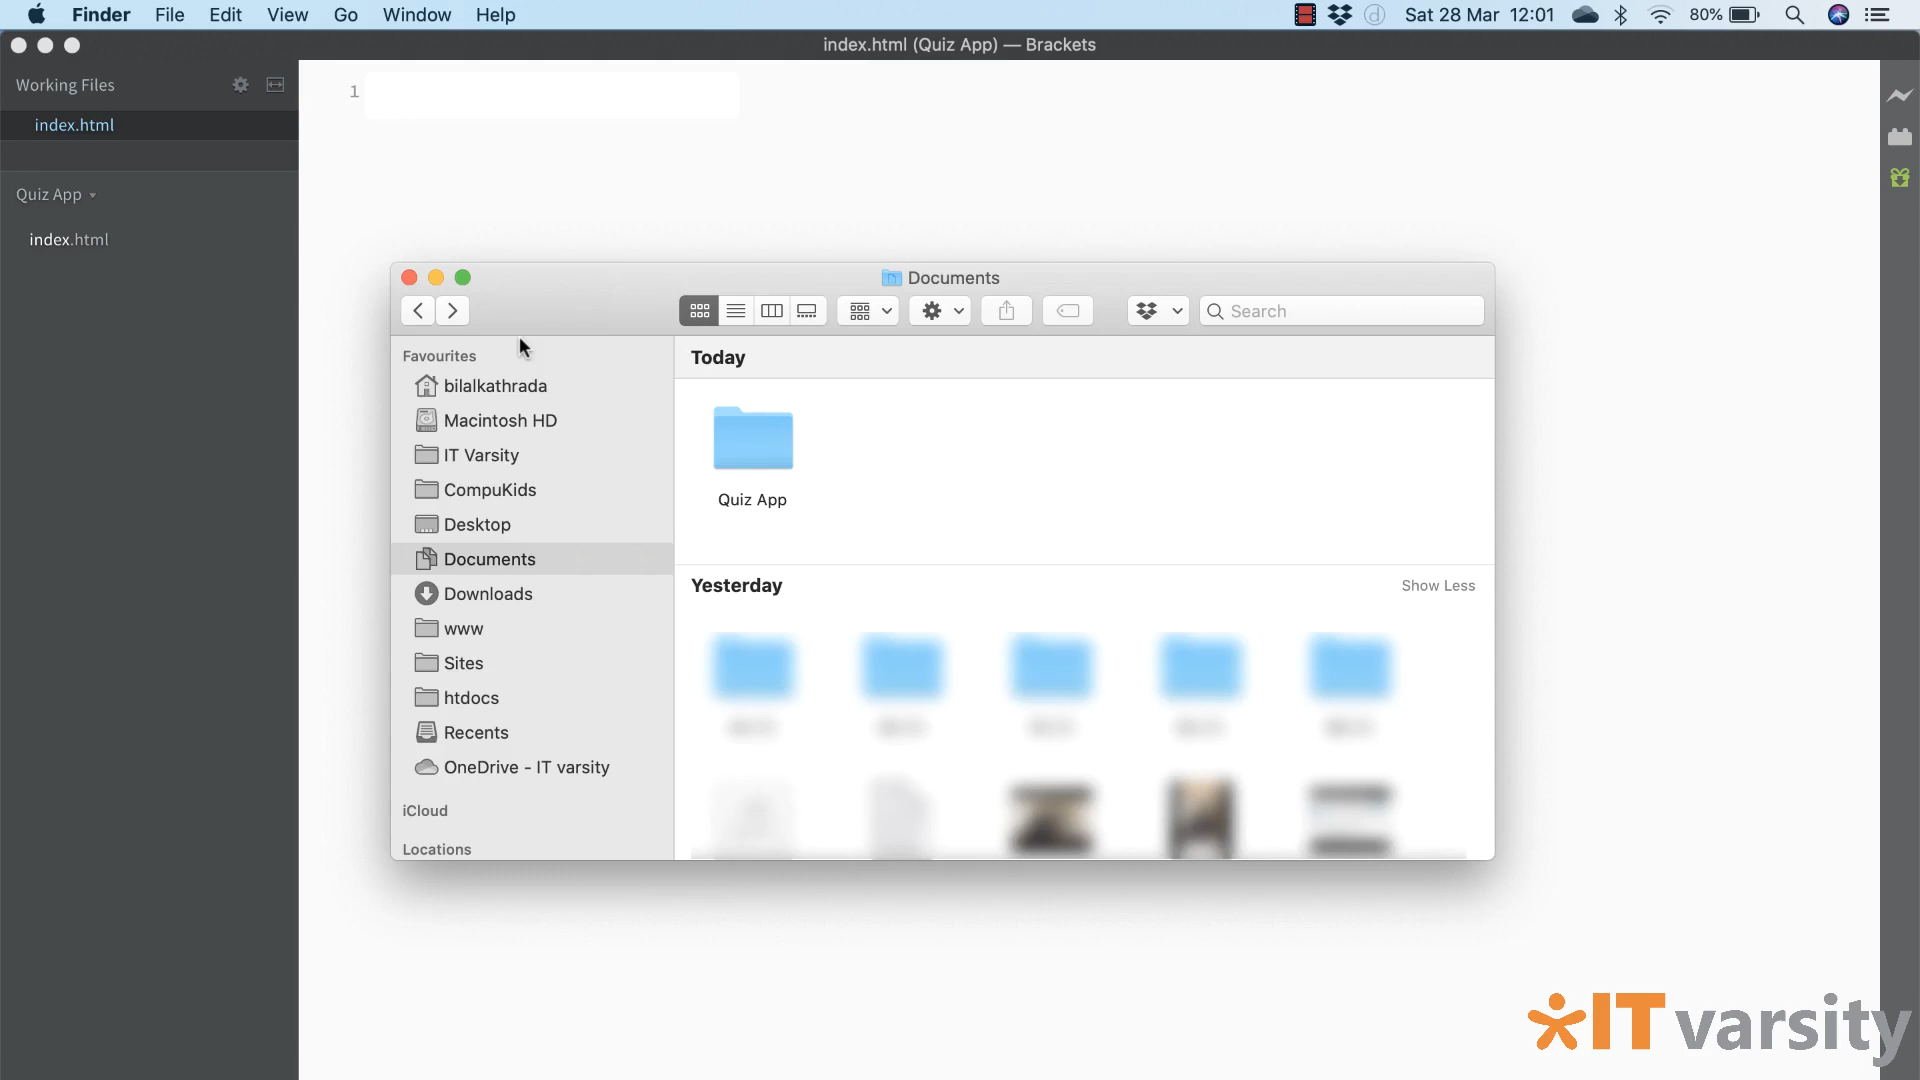 Finder File Edit View Go Window Help Sat 28 Mar 12:01 80%
index.html (Quiz App) — Brackets
Working Files
index.html
Quiz App
index.html
1
Documents
Search
Favourites
bilalkathrada
Macintosh HD
IT Varsity
CompuKids
Desktop
Documents
Downloads
www
Sites
htdocs
Recents
OneDrive - IT varsity
iCloud
Locations
Today
Quiz App
Yesterday
Show Less
IT varsity